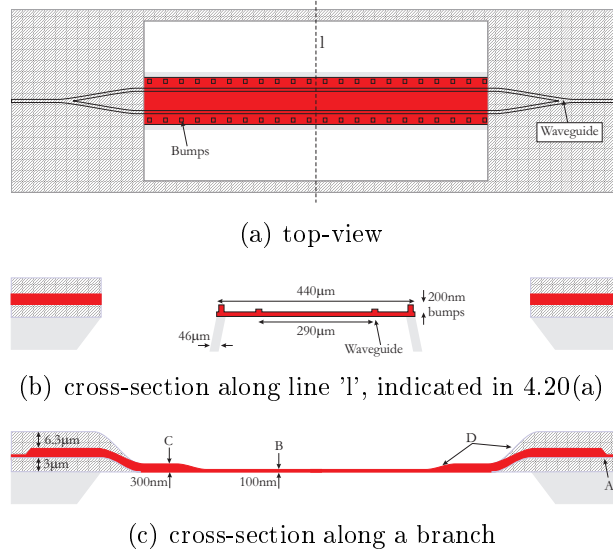 l
Waveguide
Bumps
(a) top-view
440μm
200nm
bumps
46μm
290μm
Waveguide
(b) cross-section along line 'l', indicated in 4.20(a)
6.3μm
C
B
D
3μm
300nm
100nm
A
(c) cross-section along a branch